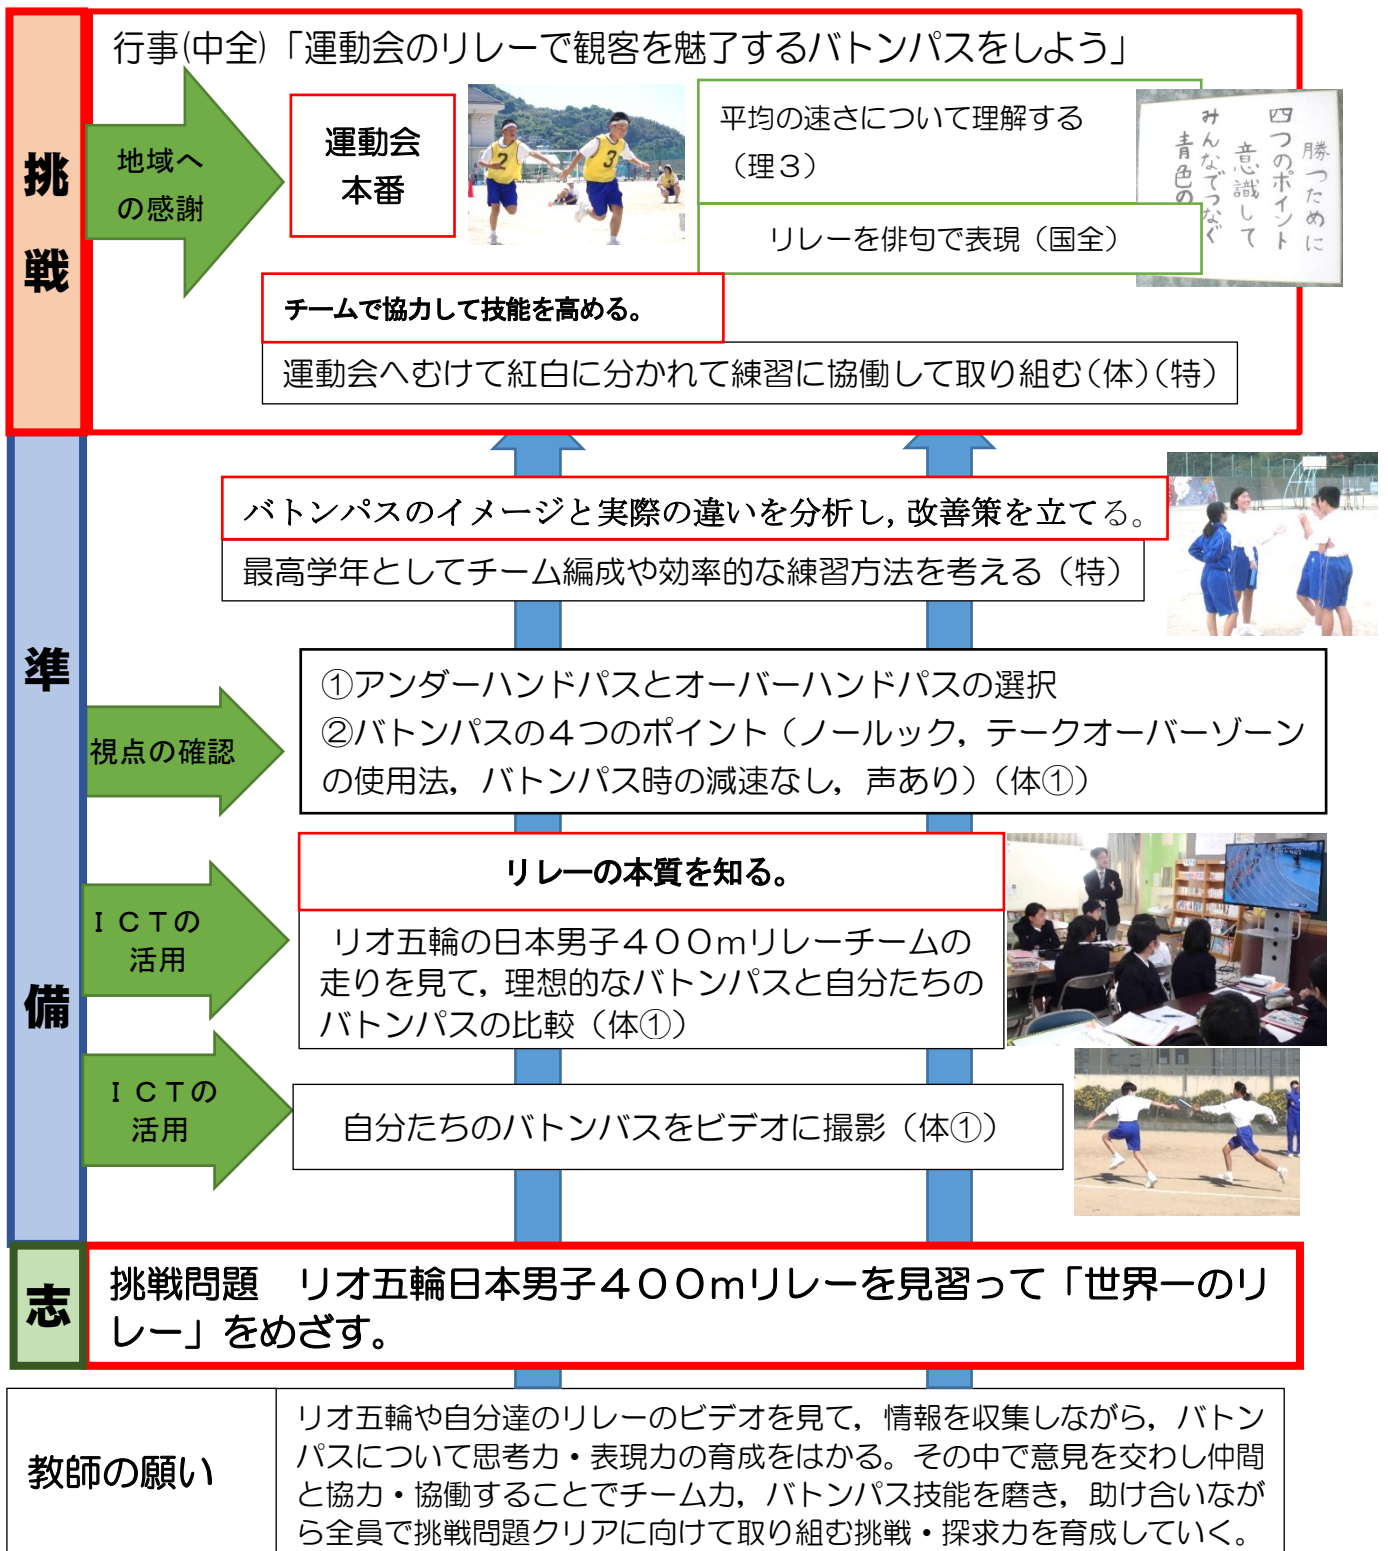 挑戦
行事(中全)「運動会のリレーで観客を魅了するバトンパスをしよう」
地域へ
の感謝
運動会
本番
平均の速さについて理解する
（理３）
リレーを俳句で表現（国全）
勝つために
四つのポイント
意識して
みんなでつなぐ
青色の
チームで協力して技能を高める。
運動会へむけて紅白に分かれて練習に協働して取り組む(体)(特)
準備
バトンパスのイメージと実際の違いを分析し,改善策を立てる。
最高学年としてチーム編成や効率的な練習方法を考える（特）
視点の確認
①アンダーハンドパスとオーバーハンドパスの選択
②バトンパスの４つのポイント（ノールック，テークオーバーゾーン
の使用法，バトンパス時の減速なし，声あり）（体①）
ＩＣＴの
活用
リレーの本質を知る。
リオ五輪の日本男子４００ｍリレーチームの
走りを見て，理想的なバトンパスと自分たちの
バトンパスの比較（体①）
ＩＣＴの
活用
自分たちのバトンバスをビデオに撮影（体①）
志
挑戦問題　リオ五輪日本男子４００ｍリレーを見習って「世界一のリ
レー」をめざす。
教師の願い
リオ五輪や自分達のリレーのビデオを見て，情報を収集しながら，バトン
パスについて思考力・表現力の育成をはかる。その中で意見を交わし仲間
と協力・協働することでチーム力，バトンパス技能を磨き，助け合いなが
ら全員で挑戦問題クリアに向けて取り組む挑戦・探求力を育成していく。
2
3